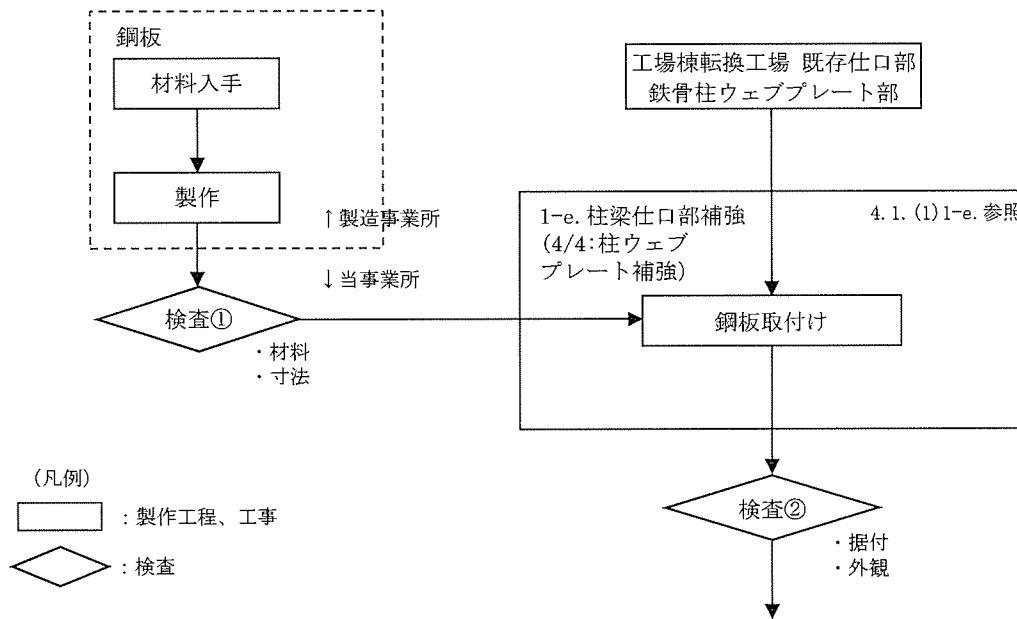 鋼板
材料入手
製作
↑製造事業所
↓当事業所
検査①
・材料
・寸法
工場棟転換工場 既存仕口部
鉄骨柱ウェブプレート部
1-e.柱梁仕口部補強
(4/4:柱ウェブ
プレート補強)
4.1.(1)1-e.参照
鋼板取付け
検査②
・据付
・外観
(凡例)
:製作工程、工事
:検査